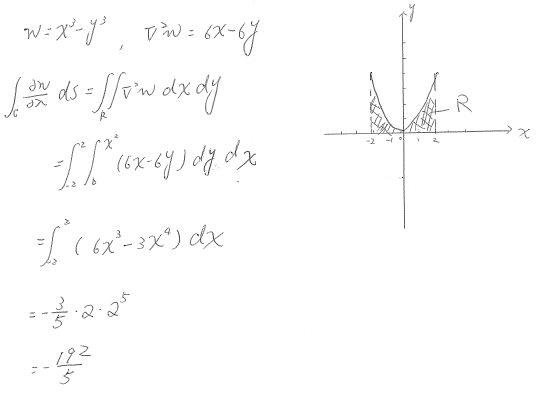 w = x³ - y³ , ∇²w = 6x - 6y
∫_C ∂w/∂n ds = ∬_R ∇²w dx dy
= ∫_{-2}^{2} ∫_0^{x²} (6x - 6y) dy dx
= ∫_{-2}^{2} (6x³ - 3x⁴) dx
= - 3/5 · 2 · 2⁵
= - 192/5
y
R
-2 -1 0 1 2 x